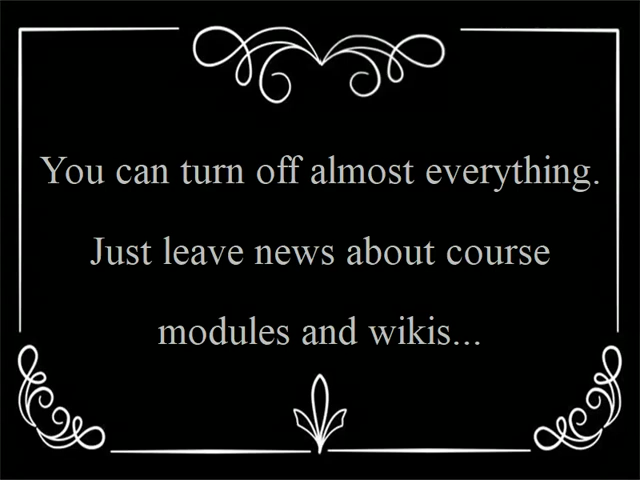 You can turn off almost everything.
Just leave news about course
modules and wikis...